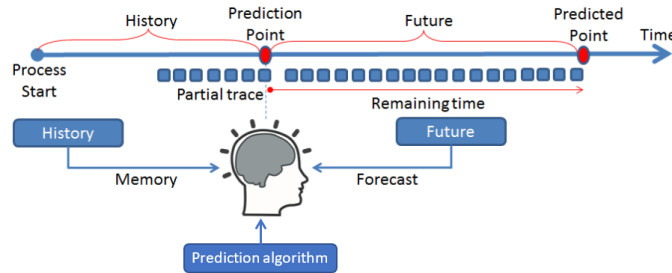 History
Prediction
Point
Future
Predicted
Point
Time
Process
Start
Partial trace
Remaining time
History
Future
Memory
Forecast
Prediction algorithm